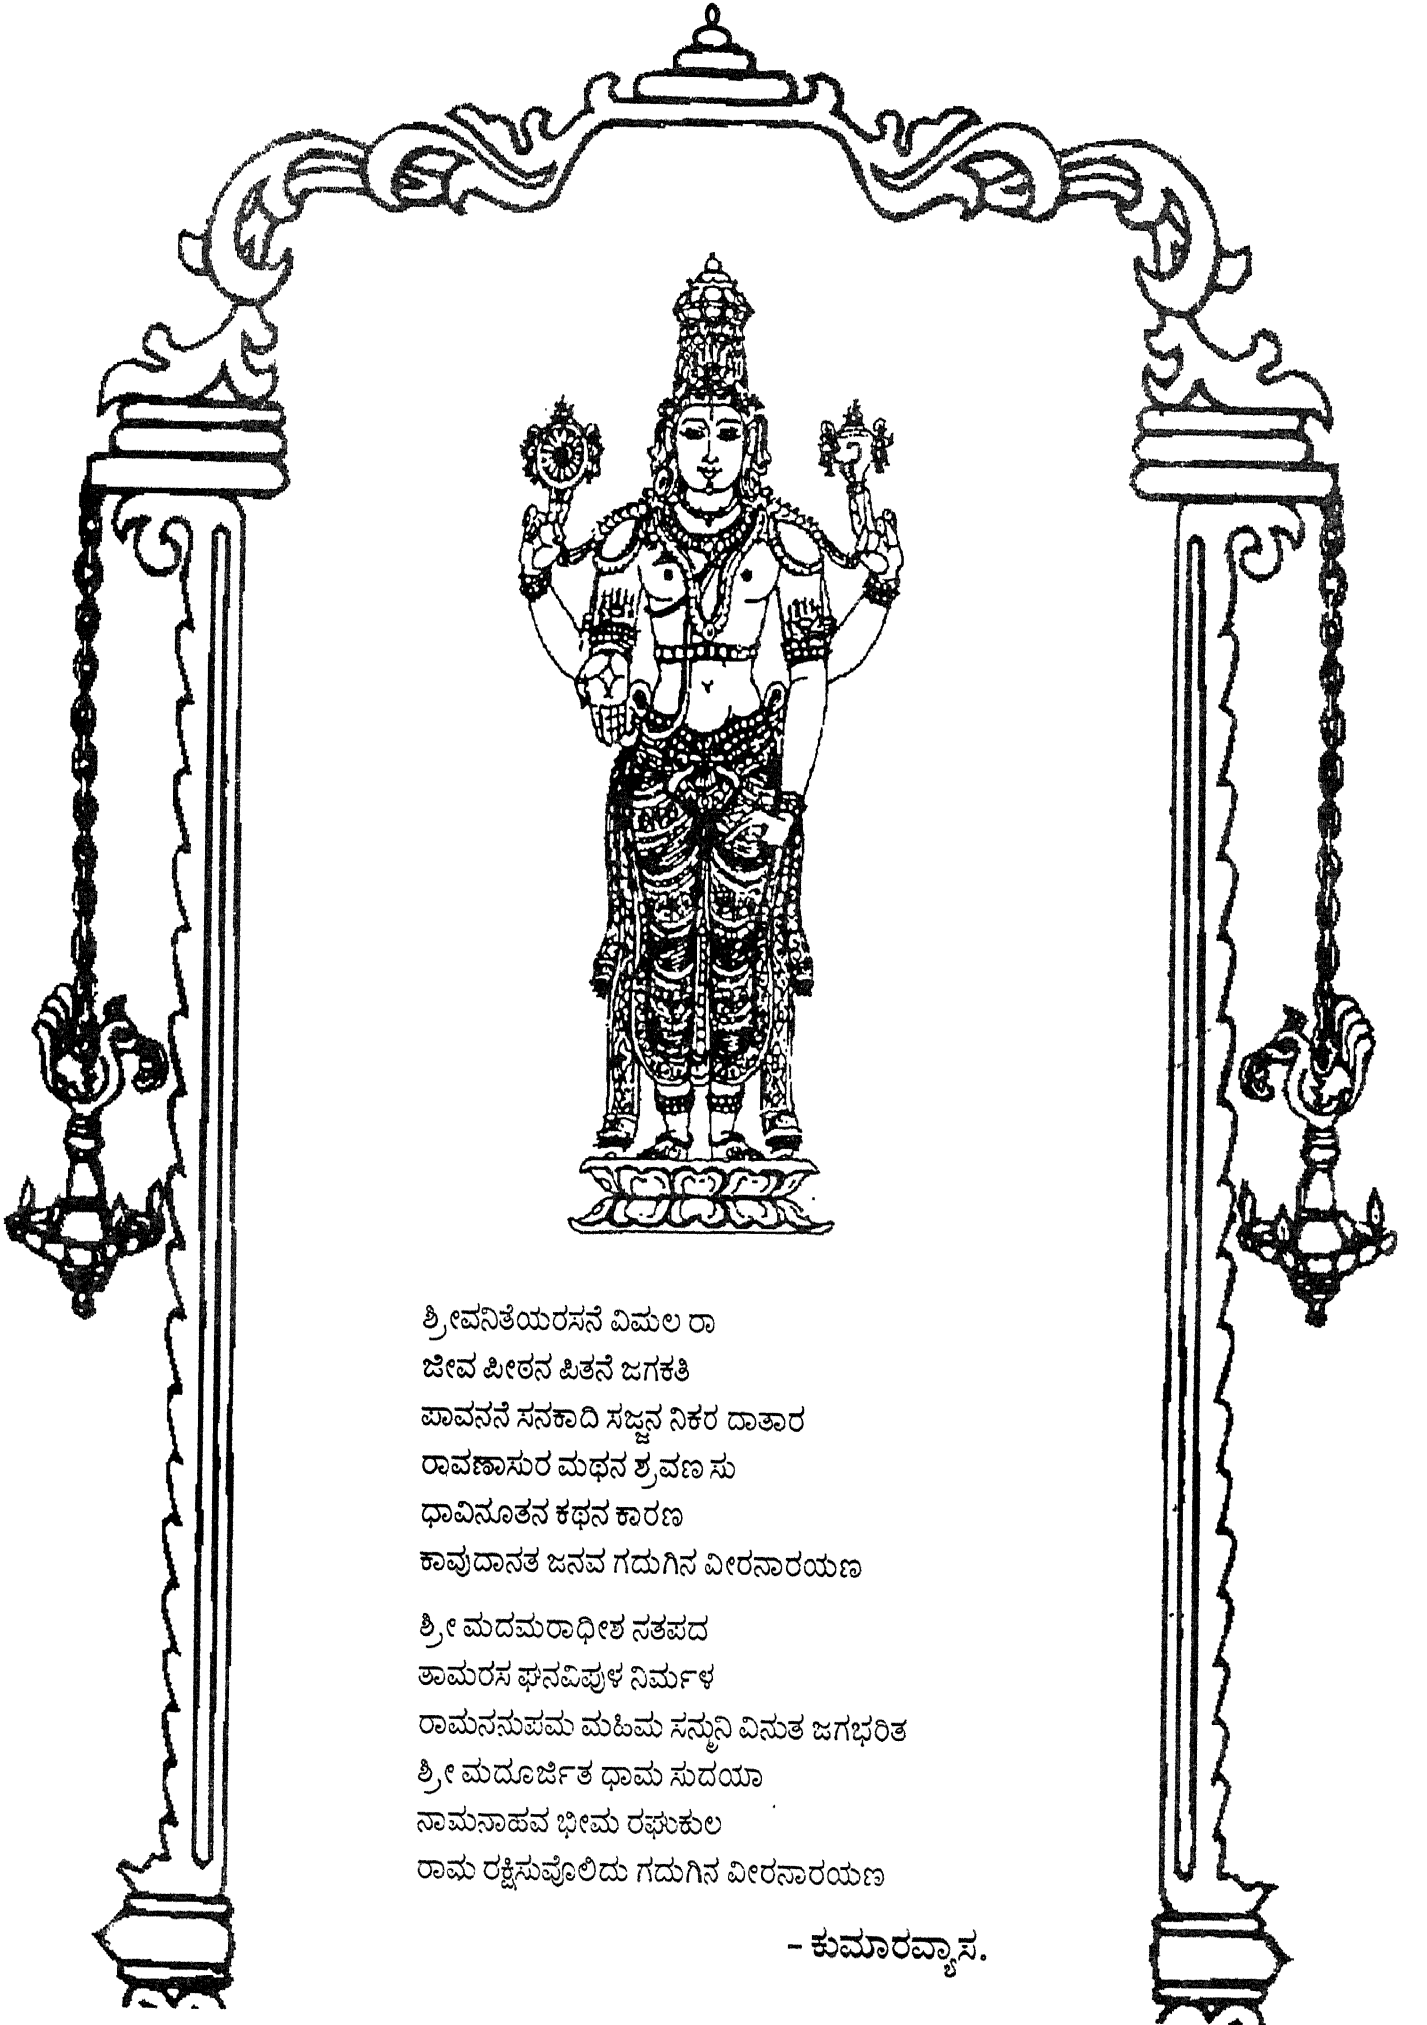 ಶ್ರೀವನಿತೆಯರಸನೆ ವಿಮಲ ರಾ
ಜೀವ ಪೀಠನ ಪಿತನೆ ಜಗಕತಿ
ಪಾವನನೆ ಸನಕಾದಿ ಸಜ್ಜನ ನಿಕರ ದಾತಾರ
ರಾವಣಾಸುರ ಮಥನ ಶ್ರವಣ ಸು
ಧಾವಿನೂತನ ಕಥನ ಕಾರಣ
ಕಾವುದಾನತ ಜನವ ಗದುಗಿನ ವೀರನಾರಯಣ
ಶ್ರೀ ಮದಮರಾಧೀಶ ನತಪದ
ತಾಮರಸ ಘನವಿಪುಳ ನಿರ್ಮಳ
ರಾಮನನುಪಮ ಮಹಿಮ ಸನ್ಮುನಿ ವಿನುತ ಜಗಭರಿತ
ಶ್ರೀ ಮದೂರ್ಜಿತ ಧಾಮ ಸುದಯಾ
ನಾಮನಾಹವ ಭೀಮ ರಘುಕುಲ
ರಾಮ ರಕ್ಷಿಸುವೊಲಿದು ಗದುಗಿನ ವೀರನಾರಯಣ
– ಕುಮಾರವ್ಯಾಸ.